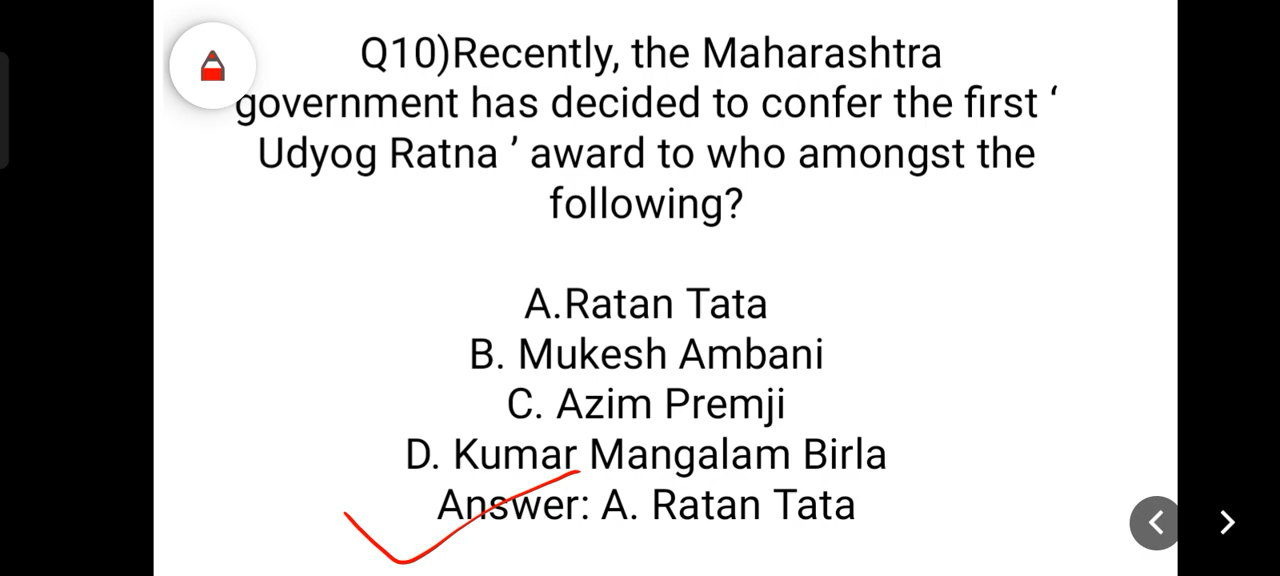 Q10)Recently, the Maharashtra
government has decided to confer the first ‘
Udyog Ratna ’ award to who amongst the
following?
A.Ratan Tata
B. Mukesh Ambani
C. Azim Premji
D. Kumar Mangalam Birla
Answer: A. Ratan Tata